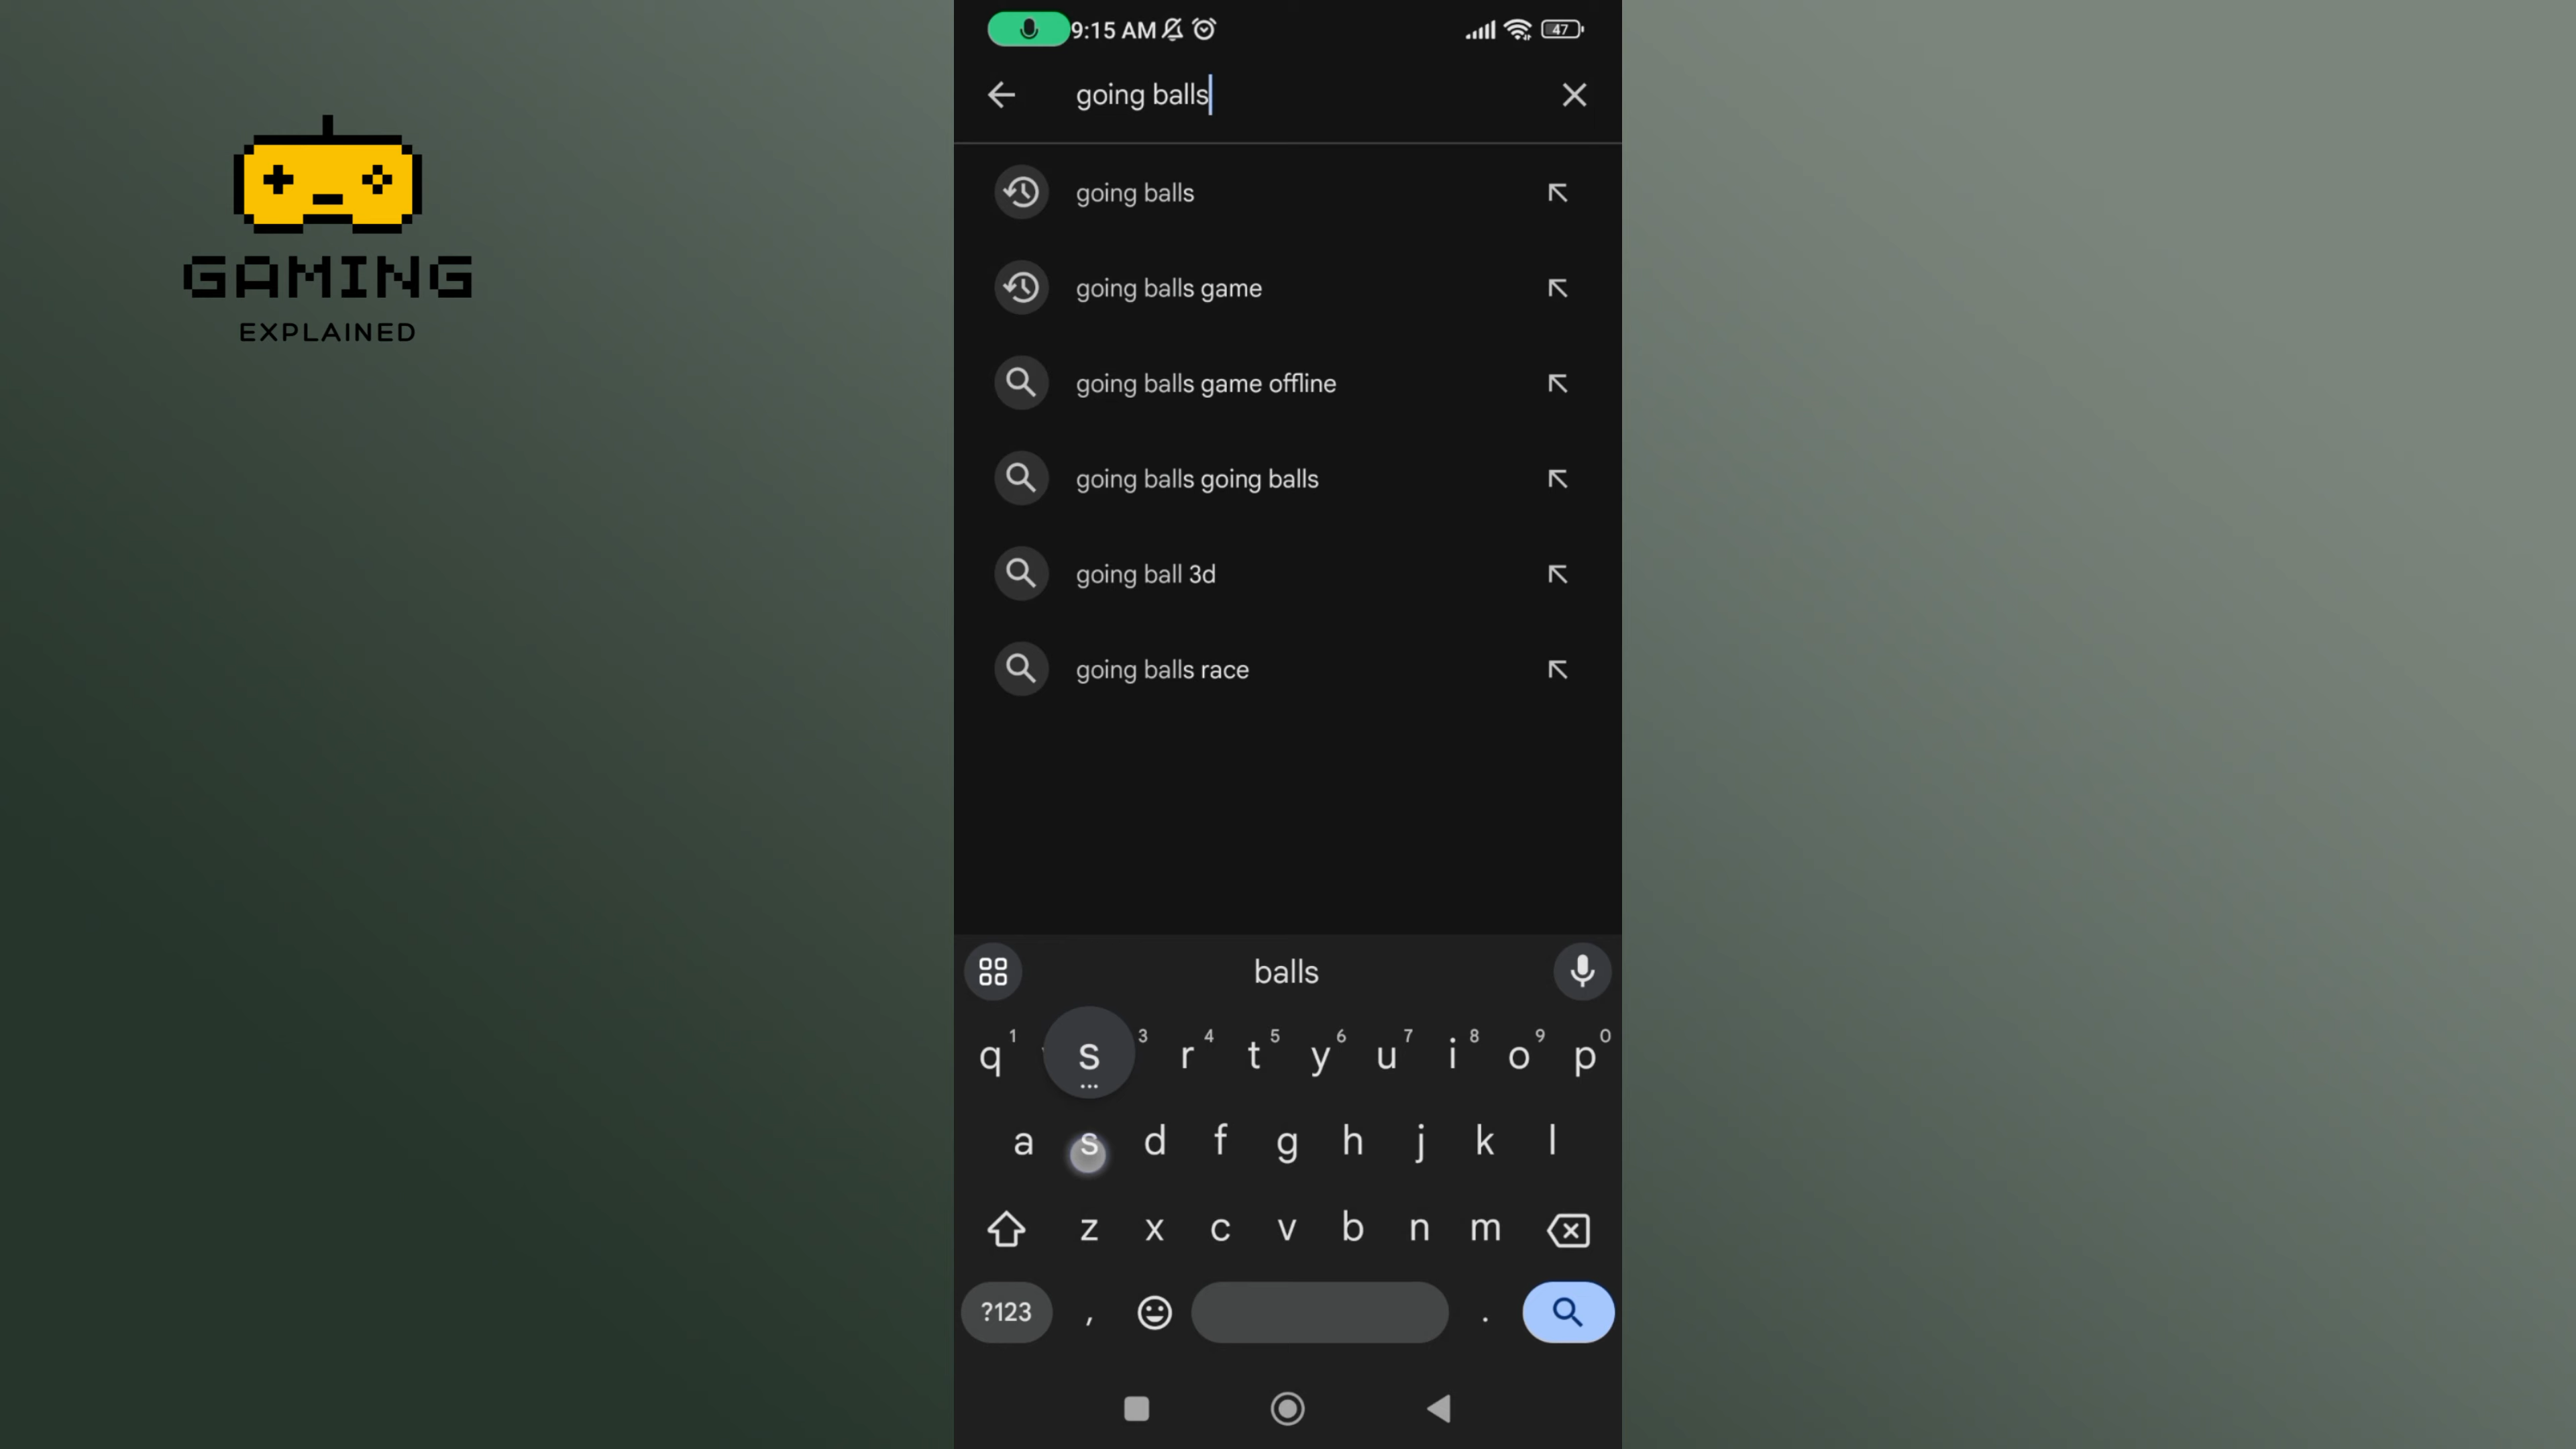 9:15 AM
47
going balls
GAMING
EXPLAINED
going balls
going balls game
going balls game offline
going balls going balls
going ball 3d
going balls race
balls
q 1 s 3 r 4 t 5 y 6 u 7 i 8 o 9 p 0
a s d f g h j k l
z x c v b n m
?123 , .